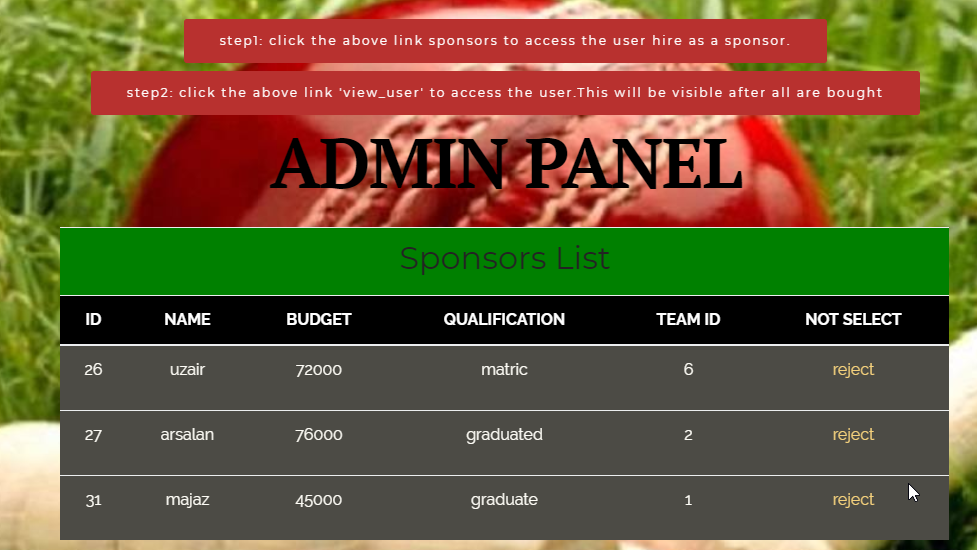 step1: click the above link sponsors to access the user hire as a sponsor.
step2: click the above link 'view_user' to access the user.This will be visible after all are bought
ADMIN PANEL
Sponsors List
ID NAME BUDGET QUALIFICATION TEAM ID NOT SELECT
26 uzair 72000 matric 6 reject
27 arsalan 76000 graduated 2 reject
31 majaz 45000 graduate 1 reject